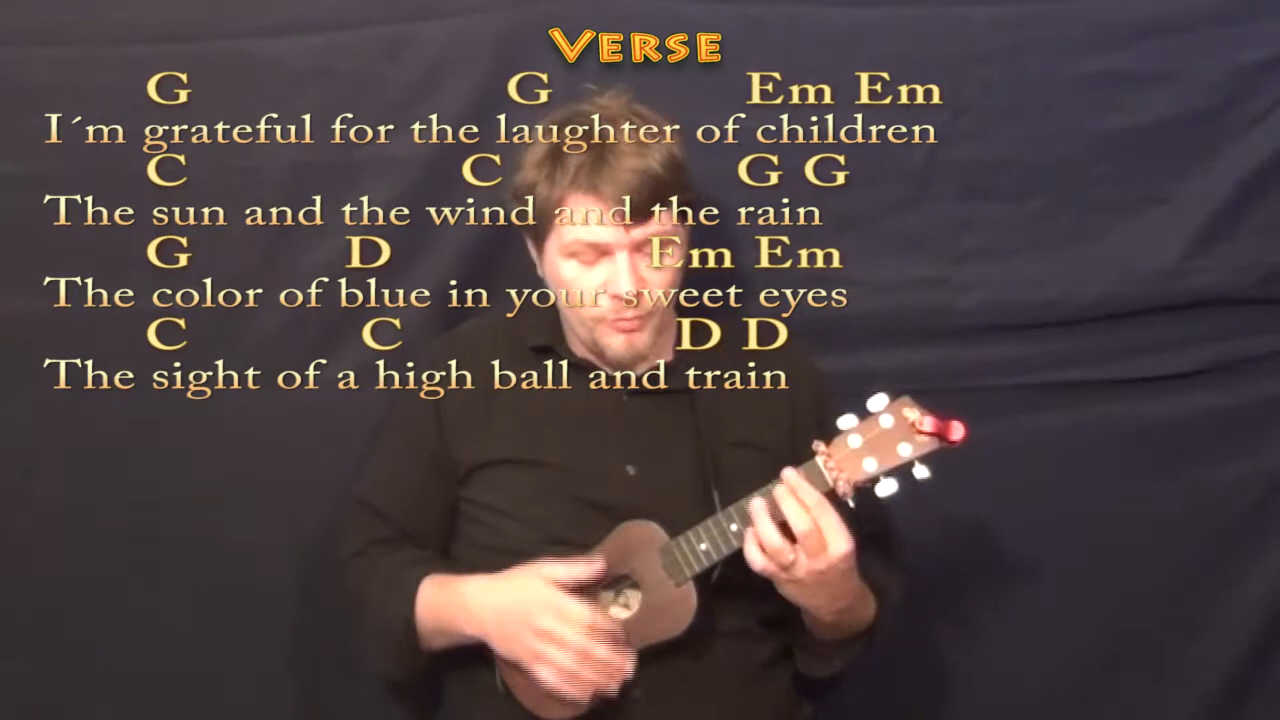 VERSE
G G Em Em
I´m grateful for the laughter of children
C C G G
The sun and the wind and the rain
G D Em Em
The color of blue in your sweet eyes
C C D D
The sight of a high ball and train